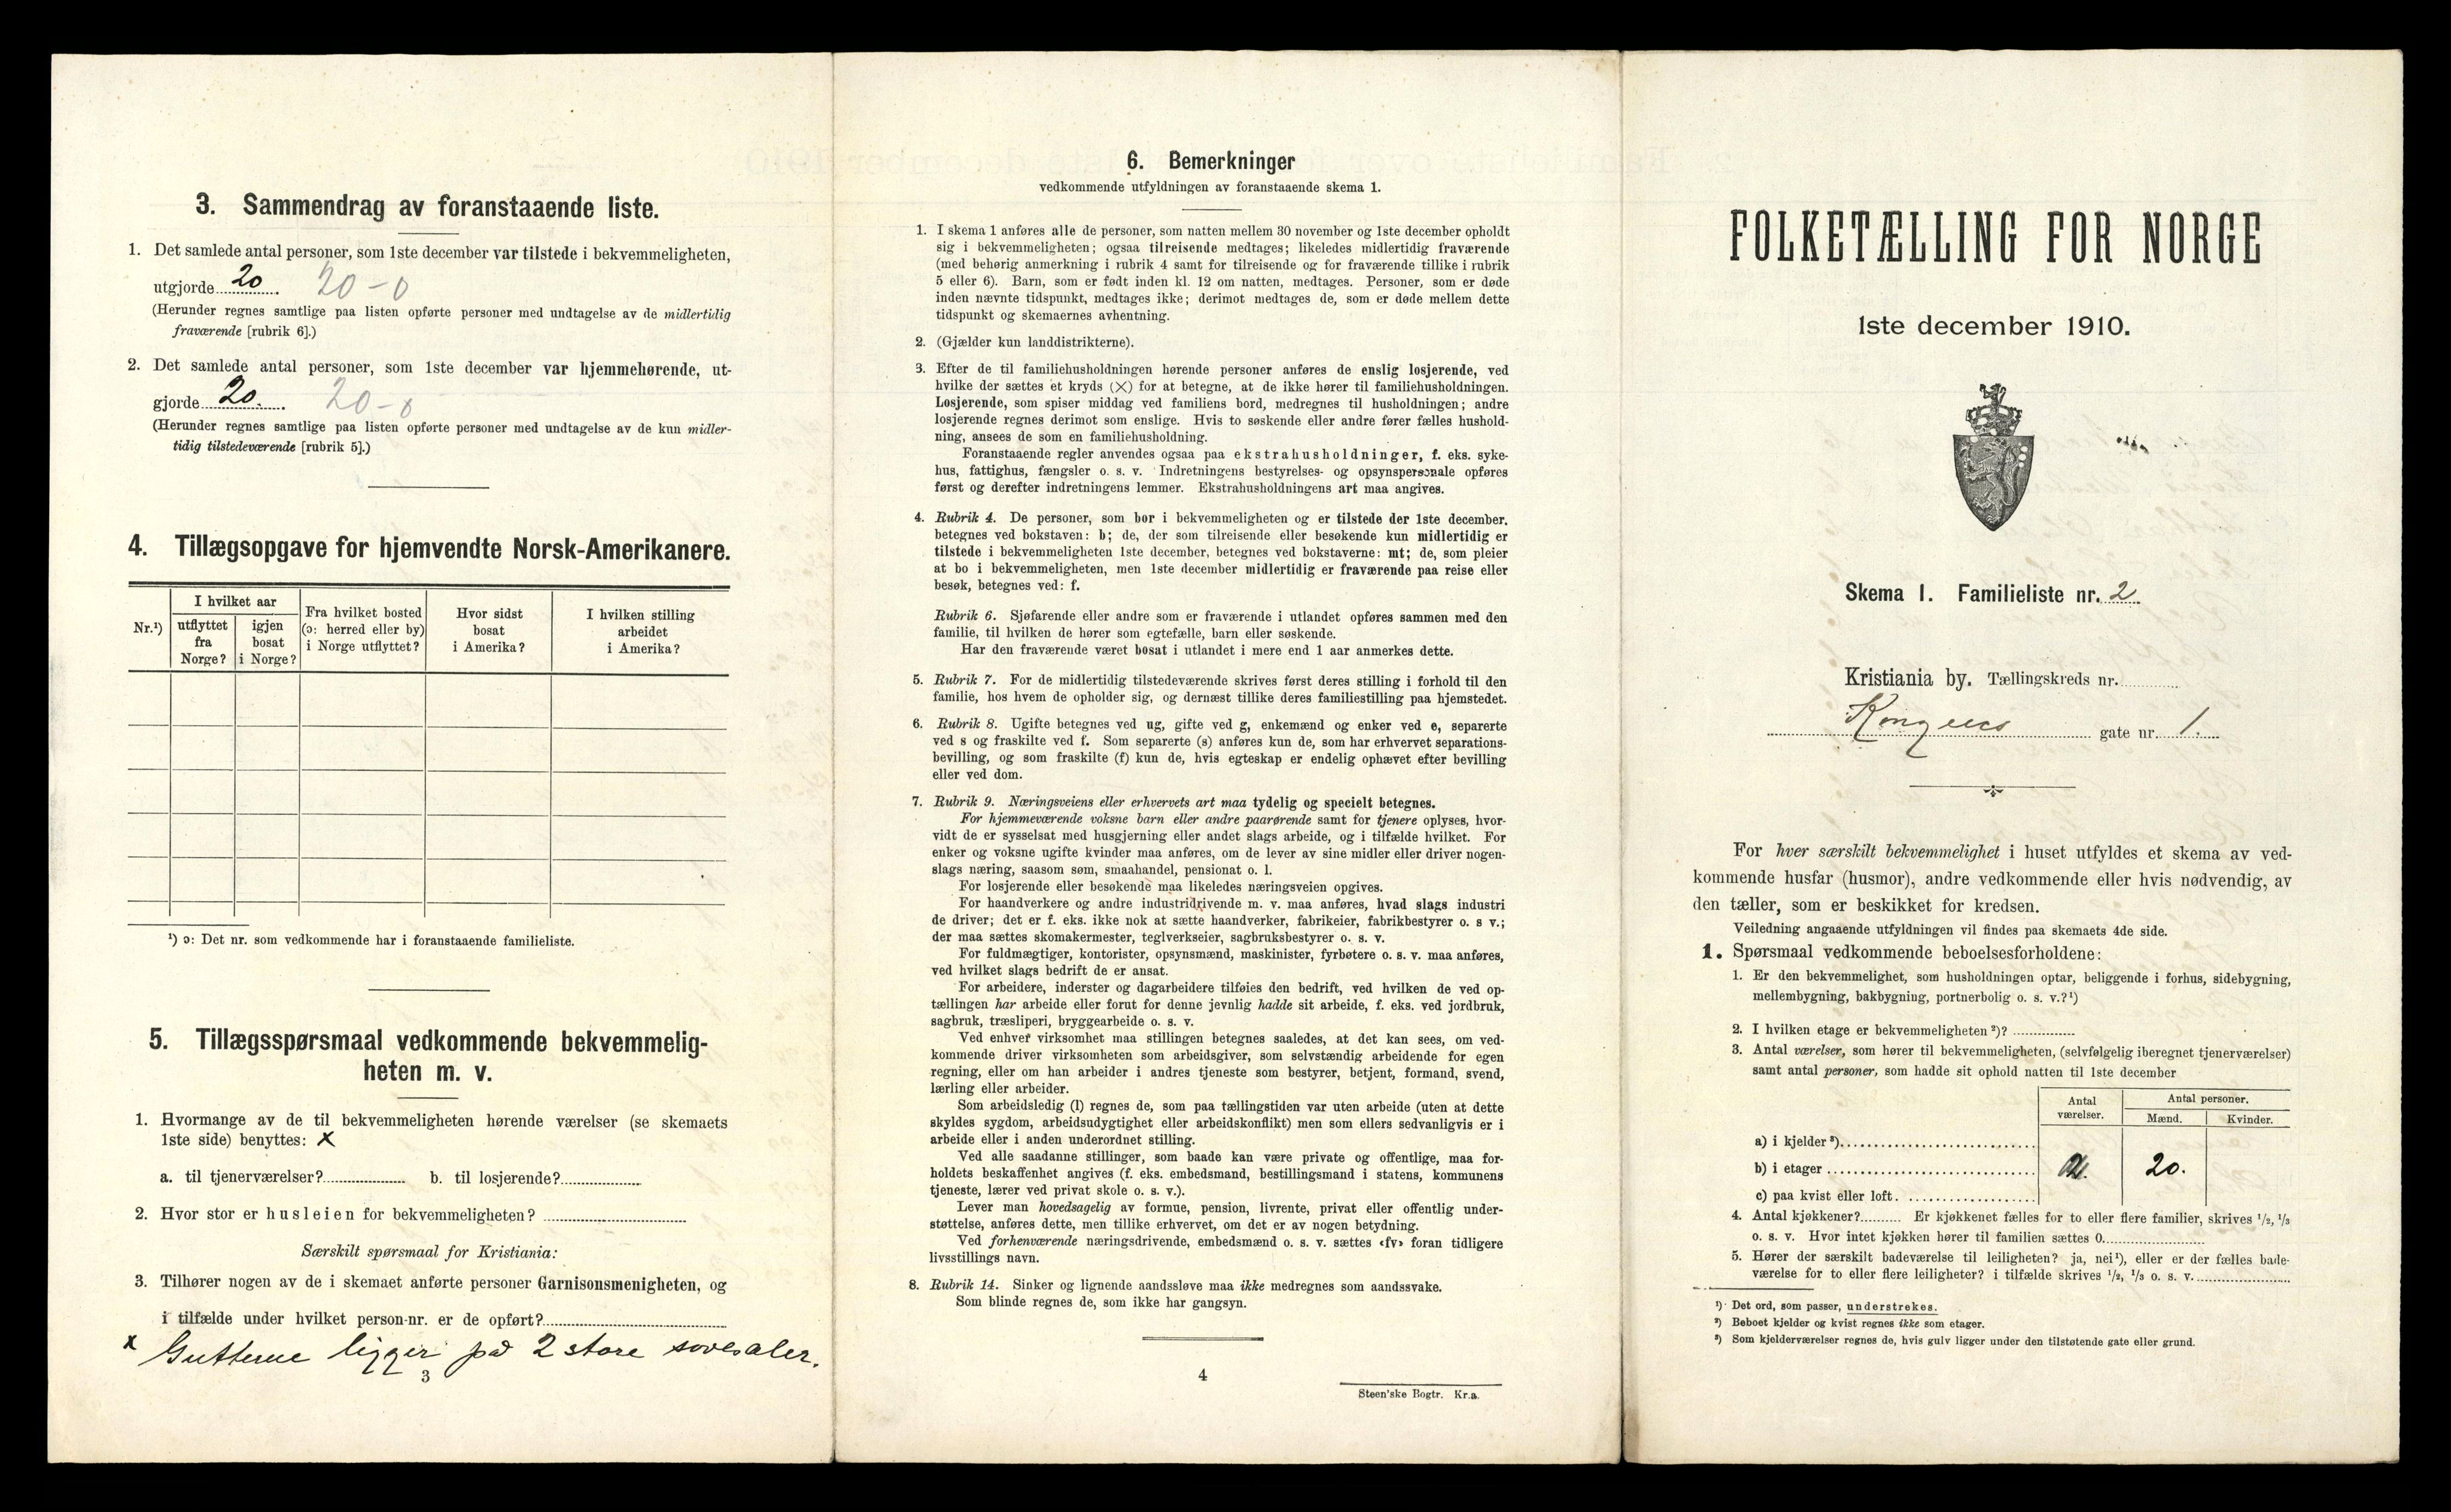 3. Sammendrag av foranstaaende liste.
1. Det samlede antal personer, som 1ste december var tilstede i bekvemmeligheten,
utgjorde 20. 20-0
(Herunder regnes samtlige paa listen opførte personer med undtagelse av de midlertidig
fraværende [rubrik 6].)
2. Det samlede antal personer, som 1ste december var hjemmehørende, ut-
gjorde 20. 20-0
(Herunder regnes samtlige paa listen opførte personer med undtagelse av de kun midler-
tidig tilstedeværende [rubrik 5].)
4. Tillægsopgave for hjemvendte Norsk-Amerikanere.
Nr.¹)
I hvilket aar
utflyttet
fra
Norge?
igjen
bosat
i Norge?
Fra hvilket bosted
(ɔ: herred eller by)
i Norge utflyttet?
Hvor sidst
bosat
i Amerika?
I hvilken stilling
arbeidet
i Amerika?
¹) ɔ: Det nr. som vedkommende har i foranstaaende familieliste.
5. Tillægsspørsmaal vedkommende bekvemmelig-
heten m. v.
1. Hvormange av de til bekvemmeligheten hørende værelser (se skemaets
1ste side) benyttes: X
a. til tjenerværelser? b. til losjerende?
2. Hvor stor er husleien for bekvemmeligheten?
Særskilt spørsmaal for Kristiania:
3. Tilhører nogen av de i skemaet anførte personer Garnisonsmenigheten, og
i tilfælde under hvilket person-nr. er de opført?
x Gutterne ligger på 2 store sovesaler.
3
6. Bemerkninger
vedkommende utfyldningen av foranstaaende skema 1.
1. I skema 1 anføres alle de personer, som natten mellem 30 november og 1ste december opholdt
sig i bekvemmeligheten; ogsaa tilreisende medtages; likeledes midlertidig fraværende
(med behørig anmerkning i rubrik 4 samt for tilreisende og for fraværende tillike i rubrik
5 eller 6). Barn, som er født inden kl. 12 om natten, medtages. Personer, som er døde
inden nævnte tidspunkt, medtages ikke; derimot medtages de, som er døde mellem dette
tidspunkt og skemaernes avhentning.
2. (Gjælder kun landdistrikterne).
3. Efter de til familiehusholdningen hørende personer anføres de enslig losjerende, ved
hvilke der sættes et kryds (×) for at betegne, at de ikke hører til familiehusholdningen.
Losjerende, som spiser middag ved familiens bord, medregnes til husholdningen; andre
losjerende regnes derimot som enslige. Hvis to søskende eller andre fører fælles hushold-
ning, ansees de som en familiehusholdning.
Foranstaaende regler anvendes ogsaa paa ekstrahusholdninger, f. eks. syke-
hus, fattighus, fængsler o. s. v. Indretningens bestyrelses- og opsynspersonale opføres
først og derefter indretningens lemmer. Ekstrahusholdningens art maa angives.
4. Rubrik 4. De personer, som bor i bekvemmeligheten og er tilstede der 1ste december,
betegnes ved bokstaven: b; de, der som tilreisende eller besøkende kun midlertidig er
tilstede i bekvemmeligheten 1ste december, betegnes ved bokstaverne: mt; de, som pleier
at bo i bekvemmeligheten, men 1ste december midlertidig er fraværende paa reise eller
besøk, betegnes ved: f.
Rubrik 6. Sjøfarende eller andre som er fraværende i utlandet opføres sammen med den
familie, til hvilken de hører som egtefælle, barn eller søskende.
Har den fraværende været bosat i utlandet i mere end 1 aar anmerkes dette.
5. Rubrik 7. For de midlertidig tilstedeværende skrives først deres stilling i forhold til den
familie, hos hvem de opholder sig, og dernæst tillike deres familiestilling paa hjemstedet.
6. Rubrik 8. Ugifte betegnes ved ug, gifte ved g, enkemænd og enker ved e, separerte
ved s og fraskilte ved f. Som separerte (s) anføres kun de, som har erhvervet separations-
bevilling, og som fraskilte (f) kun de, hvis egteskap er endelig ophævet efter bevilling
eller ved dom.
7. Rubrik 9. Næringsveiens eller erhvervets art maa tydelig og specielt betegnes.
For hjemmeværende voksne barn eller andre paarørende samt for tjenere oplyses, hvor-
vidt de er sysselsat med husgjerning eller andet slags arbeide, og i tilfælde hvilket. For
enker og voksne ugifte kvinder maa anføres, om de lever av sine midler eller driver nogen-
slags næring, saasom søm, smaahandel, pensionat o. l.
For losjerende eller besøkende maa likeledes næringsveien opgives.
For haandverkere og andre industridrivende m. v. maa anføres, hvad slags industri
de driver; det er f. eks. ikke nok at sætte haandverker, fabrikeier, fabrikbestyrer o. s v.;
der maa sættes skomakermester, teglverkseier, sagbruksbestyrer o. s. v.
For fuldmægtiger, kontorister, opsynsmænd, maskinister, fyrbøtere o. s. v. maa anføres,
ved hvilket slags bedrift de er ansat.
For arbeidere, inderster og dagarbeidere tilføies den bedrift, ved hvilken de ved op-
tællingen har arbeide eller forut for denne jevnlig hadde sit arbeide, f. eks. ved jordbruk,
sagbruk, træsliperi, bryggearbeide o. s. v.
Ved enhver virksomhet maa stillingen betegnes saaledes, at det kan sees, om ved-
kommende driver virksomheten som arbeidsgiver, som selvstændig arbeidende for egen
regning, eller om han arbeider i andres tjeneste som bestyrer, betjent, formand, svend,
lærling eller arbeider.
Som arbeidsledig (l) regnes de, som paa tællingstiden var uten arbeide (uten at dette
skyldes sygdom, arbeidsudygtighet eller arbeidskonflikt) men som ellers sedvanligvis er i
arbeide eller i anden underordnet stilling.
Ved alle saadanne stillinger, som baade kan være private og offentlige, maa for-
holdets beskaffenhet angives (f. eks. embedsmand, bestillingsmand i statens, kommunens
tjeneste, lærer ved privat skole o. s. v.).
Lever man hovedsagelig av formue, pension, livrente, privat eller offentlig under-
støttelse, anføres dette, men tillike erhvervet, om det er av nogen betydning.
Ved forhenværende næringsdrivende, embedsmænd o. s. v. sættes «fv» foran tidligere
livsstillings navn.
8. Rubrik 14. Sinker og lignende aandssløve maa ikke medregnes som aandssvake.
Som blinde regnes de, som ikke har gangsyn.
4
Steen'ske Bogtr. Kr.a.
FOLKETÆLLING FOR NORGE
1ste december 1910.
Skema 1. Familieliste nr. 2
Kristiania by. Tællingskreds nr.
Kongens gate nr. 1.
For hver særskilt bekvemmelighet i huset utfyldes et skema av ved-
kommende husfar (husmor), andre vedkommende eller hvis nødvendig, av
den tæller, som er beskikket for kredsen.
Veiledning angaaende utfyldningen vil findes paa skemaets 4de side.
1. Spørsmaal vedkommende beboelsesforholdene:
1. Er den bekvemmelighet, som husholdningen optar, beliggende i forhus, sidebygning,
mellembygning, bakbygning, portnerbolig o. s. v.?¹)
2. I hvilken etage er bekvemmeligheten²)?
3. Antal værelser, som hører til bekvemmeligheten, (selvfølgelig iberegnet tjenerværelser)
samt antal personer, som hadde sit ophold natten til 1ste december
Antal
værelser.
Antal personer.
Mænd. Kvinder.
a) i kjelder³)
b) i etager 20.
c) paa kvist eller loft.
4. Antal kjøkkener? Er kjøkkenet fælles for to eller flere familier, skrives ¹/₂, ¹/₃
o. s. v. Hvor intet kjøkken hører til familien sættes 0.
5. Hører der særskilt badeværelse til leiligheten? ja, nei¹), eller er der fælles bade-
værelse for to eller flere leiligheter? i tilfælde skrives ¹/₂, ¹/₃ o. s. v.
¹) Det ord, som passer, understrekes.
²) Beboet kjelder og kvist regnes ikke som etager.
³) Som kjelderværelser regnes de, hvis gulv ligger under den tilstøtende gate eller grund.